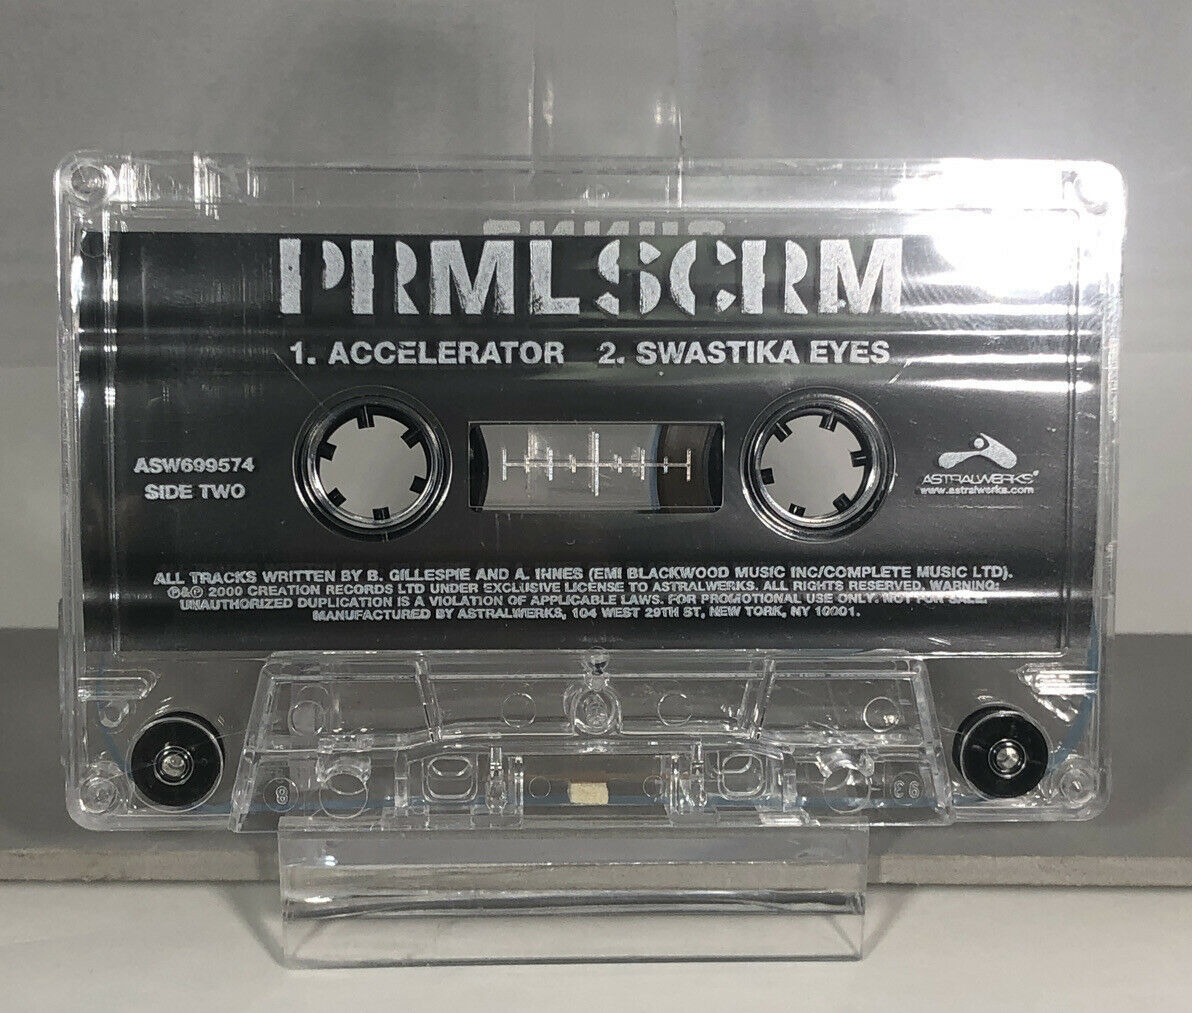 PRML SCRM
1. ACCELERATOR 2. SWASTIKA EYES
ASW699574
SIDE TWO
ASTRALWERKS®
www.astralwerks.com
ALL TRACKS WRITTEN BY B. GILLESPIE AND A. INNES (EMI BLACKWOOD MUSIC INC/COMPLETE MUSIC LTD).
℗&© 2000 CREATION RECORDS LTD UNDER EXCLUSIVE LICENSE TO ASTRALWERKS. ALL RIGHTS RESERVED. WARNING:
UNAUTHORIZED DUPLICATION IS A VIOLATION OF APPLICABLE LAWS. FOR PROMOTIONAL USE ONLY. NOT FOR SALE.
MANUFACTURED BY ASTRALWERKS, 104 WEST 29TH ST, NEW YORK, NY 10001.